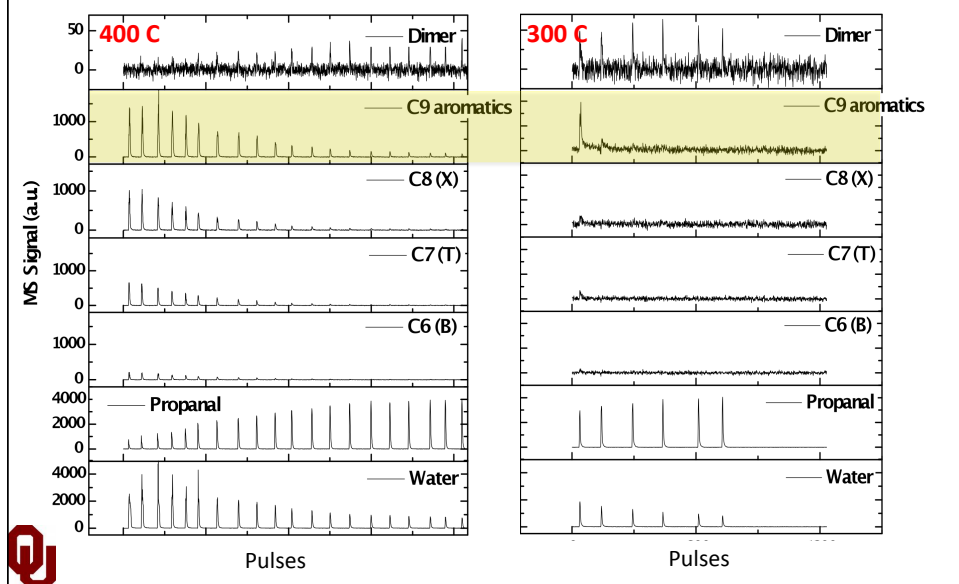 MS Signal (a.u.)
400 C
Dimer
50
0
C9 aromatics
1000
0
C8 (X)
1000
0
C7 (T)
1000
0
C6 (B)
1000
0
Propanal
4000
2000
0
Water
4000
2000
0
Pulses
300 C
Dimer
C9 aromatics
C8 (X)
C7 (T)
C6 (B)
Propanal
Water
Pulses
OU